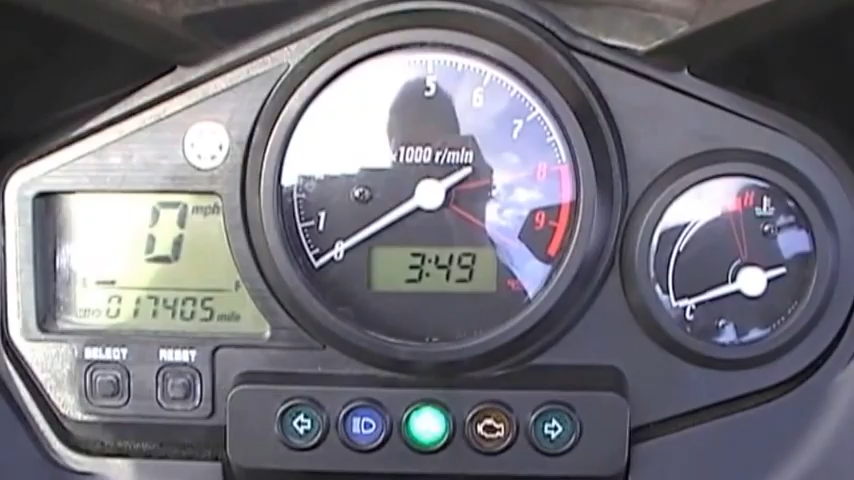 5
6
7
8
9
x1000 r/min
1
0
0 mph
F
017405 mile
3:49
H
C
SELECT
RESET